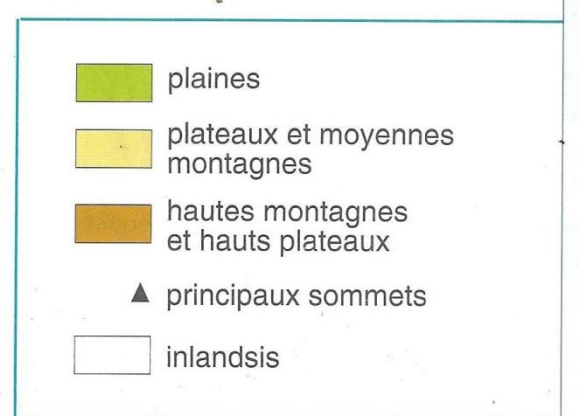 plaines
plateaux et moyennes
montagnes
hautes montagnes
et hauts plateaux
principaux sommets
inlandsis